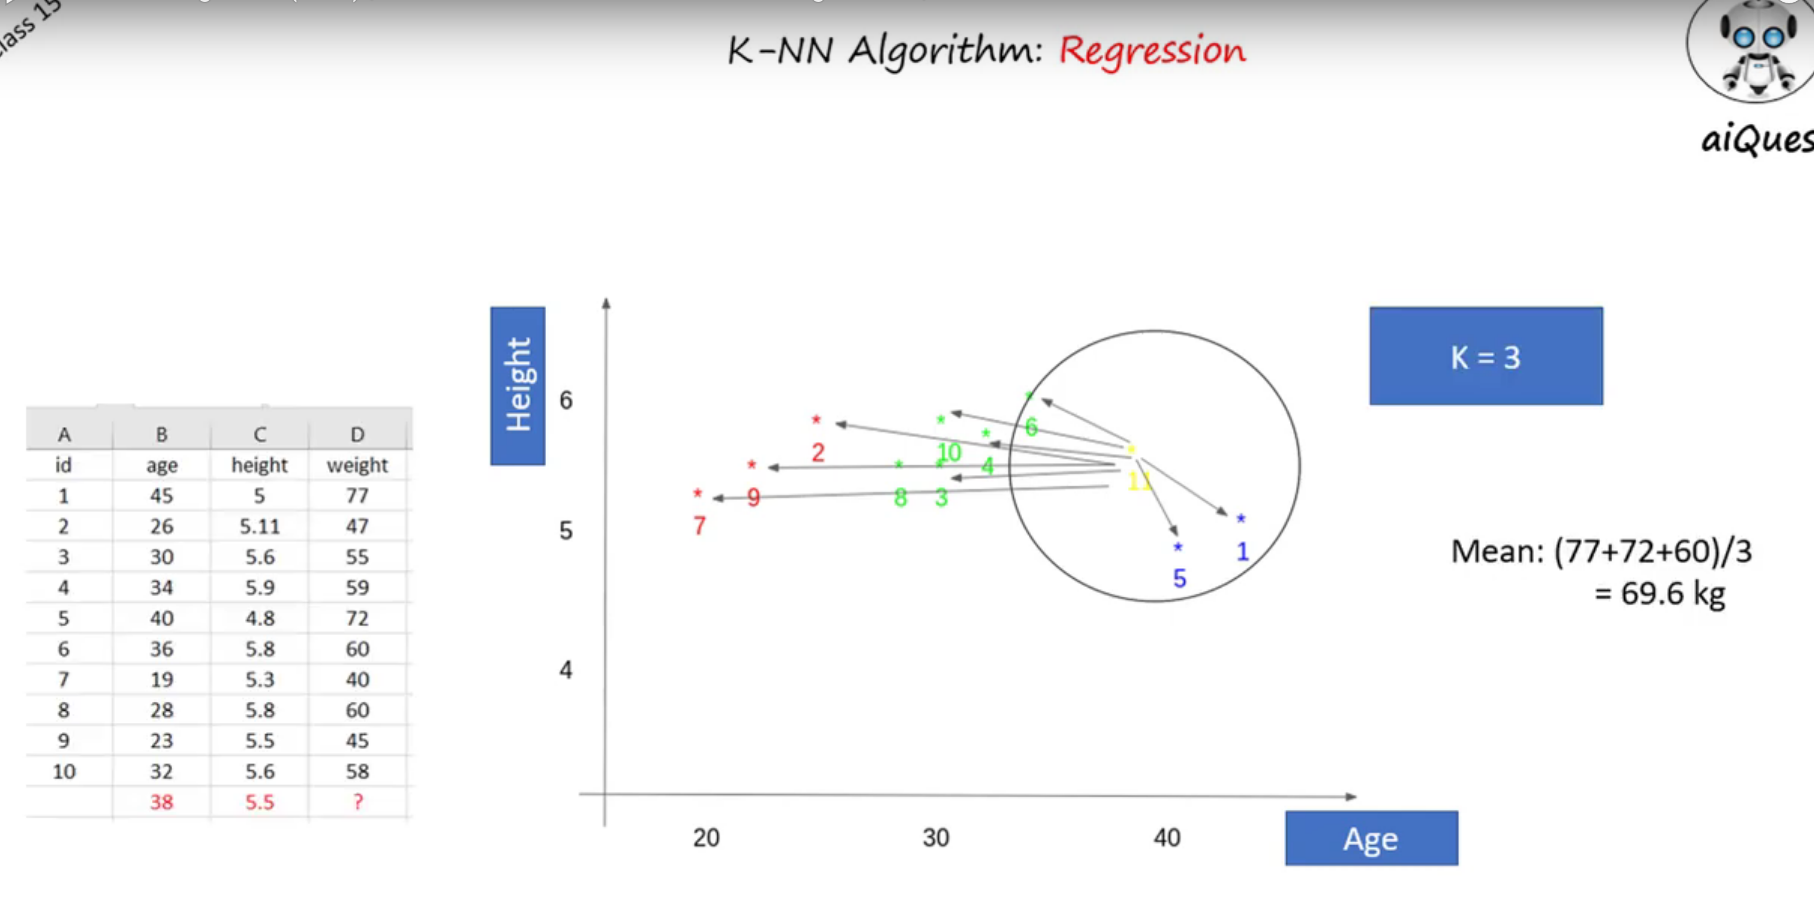 K-NN Algorithm: Regression
aiQues
Height
6
5
4
20 30 40
Age
K = 3
Mean: (77+72+60)/3
= 69.6 kg
A B C D
id age height weight
1 45 5 77
2 26 5.11 47
3 30 5.6 55
4 34 5.9 59
5 40 4.8 72
6 36 5.8 60
7 19 5.3 40
8 28 5.8 60
9 23 5.5 45
10 32 5.6 58
38 5.5 ?
* 2
* 9
* 7
* 10
* 4
* 8
* 3
* 6
* 11
* 5
* 1
lass 15